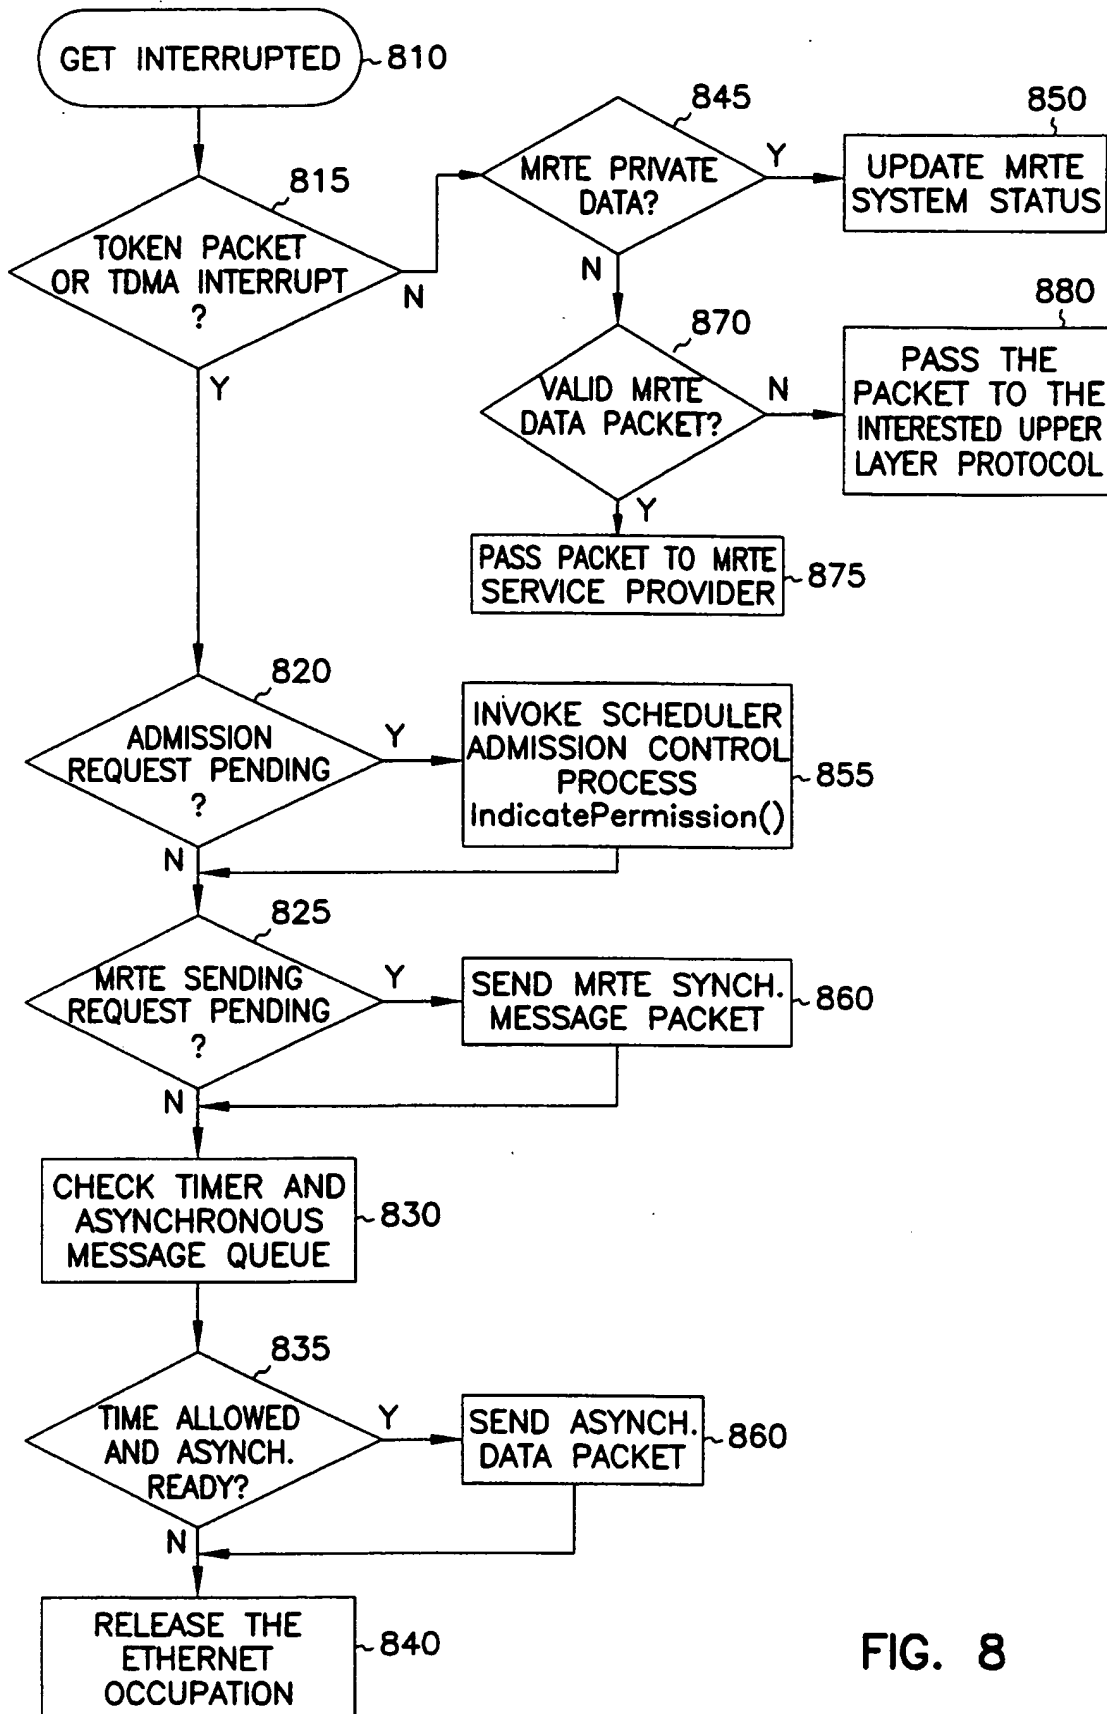 GET INTERRUPTED
810
TOKEN PACKET
OR TDMA INTERRUPT
?
815
N
Y
MRTE PRIVATE
DATA?
845
Y
N
UPDATE MRTE
SYSTEM STATUS
850
VALID MRTE
DATA PACKET?
870
N
Y
PASS THE
PACKET TO THE
INTERESTED UPPER
LAYER PROTOCOL
880
PASS PACKET TO MRTE
SERVICE PROVIDER
875
ADMISSION
REQUEST PENDING
?
820
Y
N
INVOKE SCHEDULER
ADMISSION CONTROL
PROCESS
IndicatePermission()
855
MRTE SENDING
REQUEST PENDING
?
825
Y
N
SEND MRTE SYNCH.
MESSAGE PACKET
860
CHECK TIMER AND
ASYNCHRONOUS
MESSAGE QUEUE
830
TIME ALLOWED
AND ASYNCH.
READY?
835
Y
N
SEND ASYNCH.
DATA PACKET
860
RELEASE THE
ETHERNET
OCCUPATION
840
FIG. 8